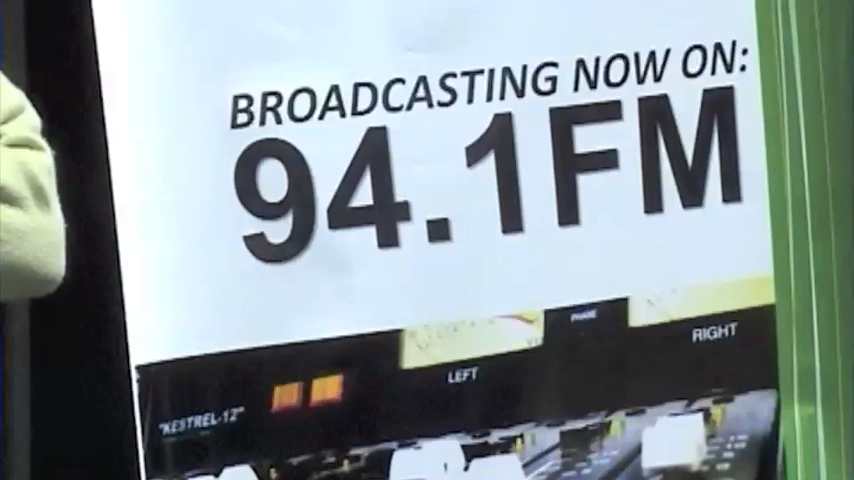 BROADCASTING NOW ON:
94.1FM
PHASE
RIGHT
LEFT
"KESTREL-12"